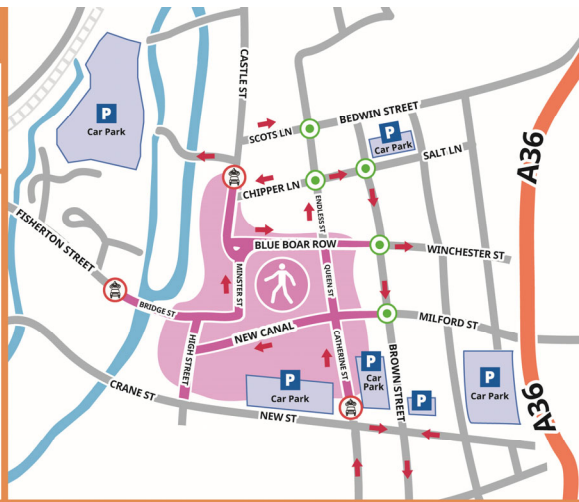 CASTLE ST
P
Car Park
SCOTS LN
BEDWIN STREET
P
Car Park
SALT LN
A36
CHIPPER LN
ENDLESS ST
FISHERTON STREET
BLUE BOAR ROW
WINCHESTER ST
MINSTER ST
QUEEN ST
BRIDGE ST
NEW CANAL
MILFORD ST
HIGH STREET
CATHERINE ST
BROWN STREET
P
Car Park
P
Car Park
P
P
Car Park
A36
CRANE ST
NEW ST